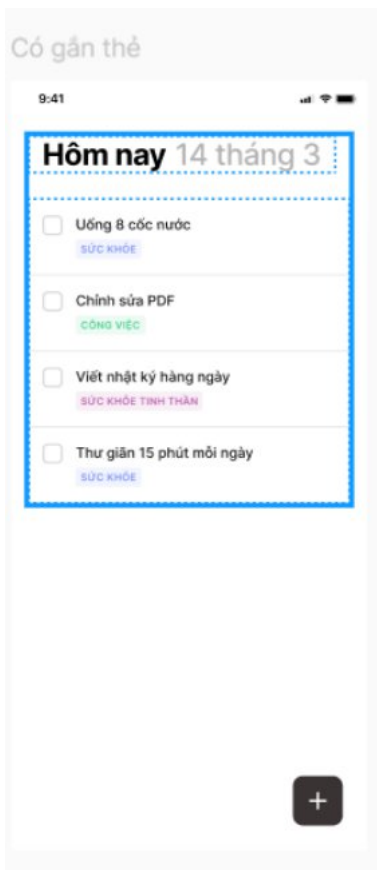 Có gắn thẻ
9:41
Hôm nay 14 tháng 3
Uống 8 cốc nước
SỨC KHỎE
Chỉnh sửa PDF
CÔNG VIỆC
Viết nhật ký hàng ngày
SỨC KHỎE TINH THẦN
Thư giãn 15 phút mỗi ngày
SỨC KHỎE
+